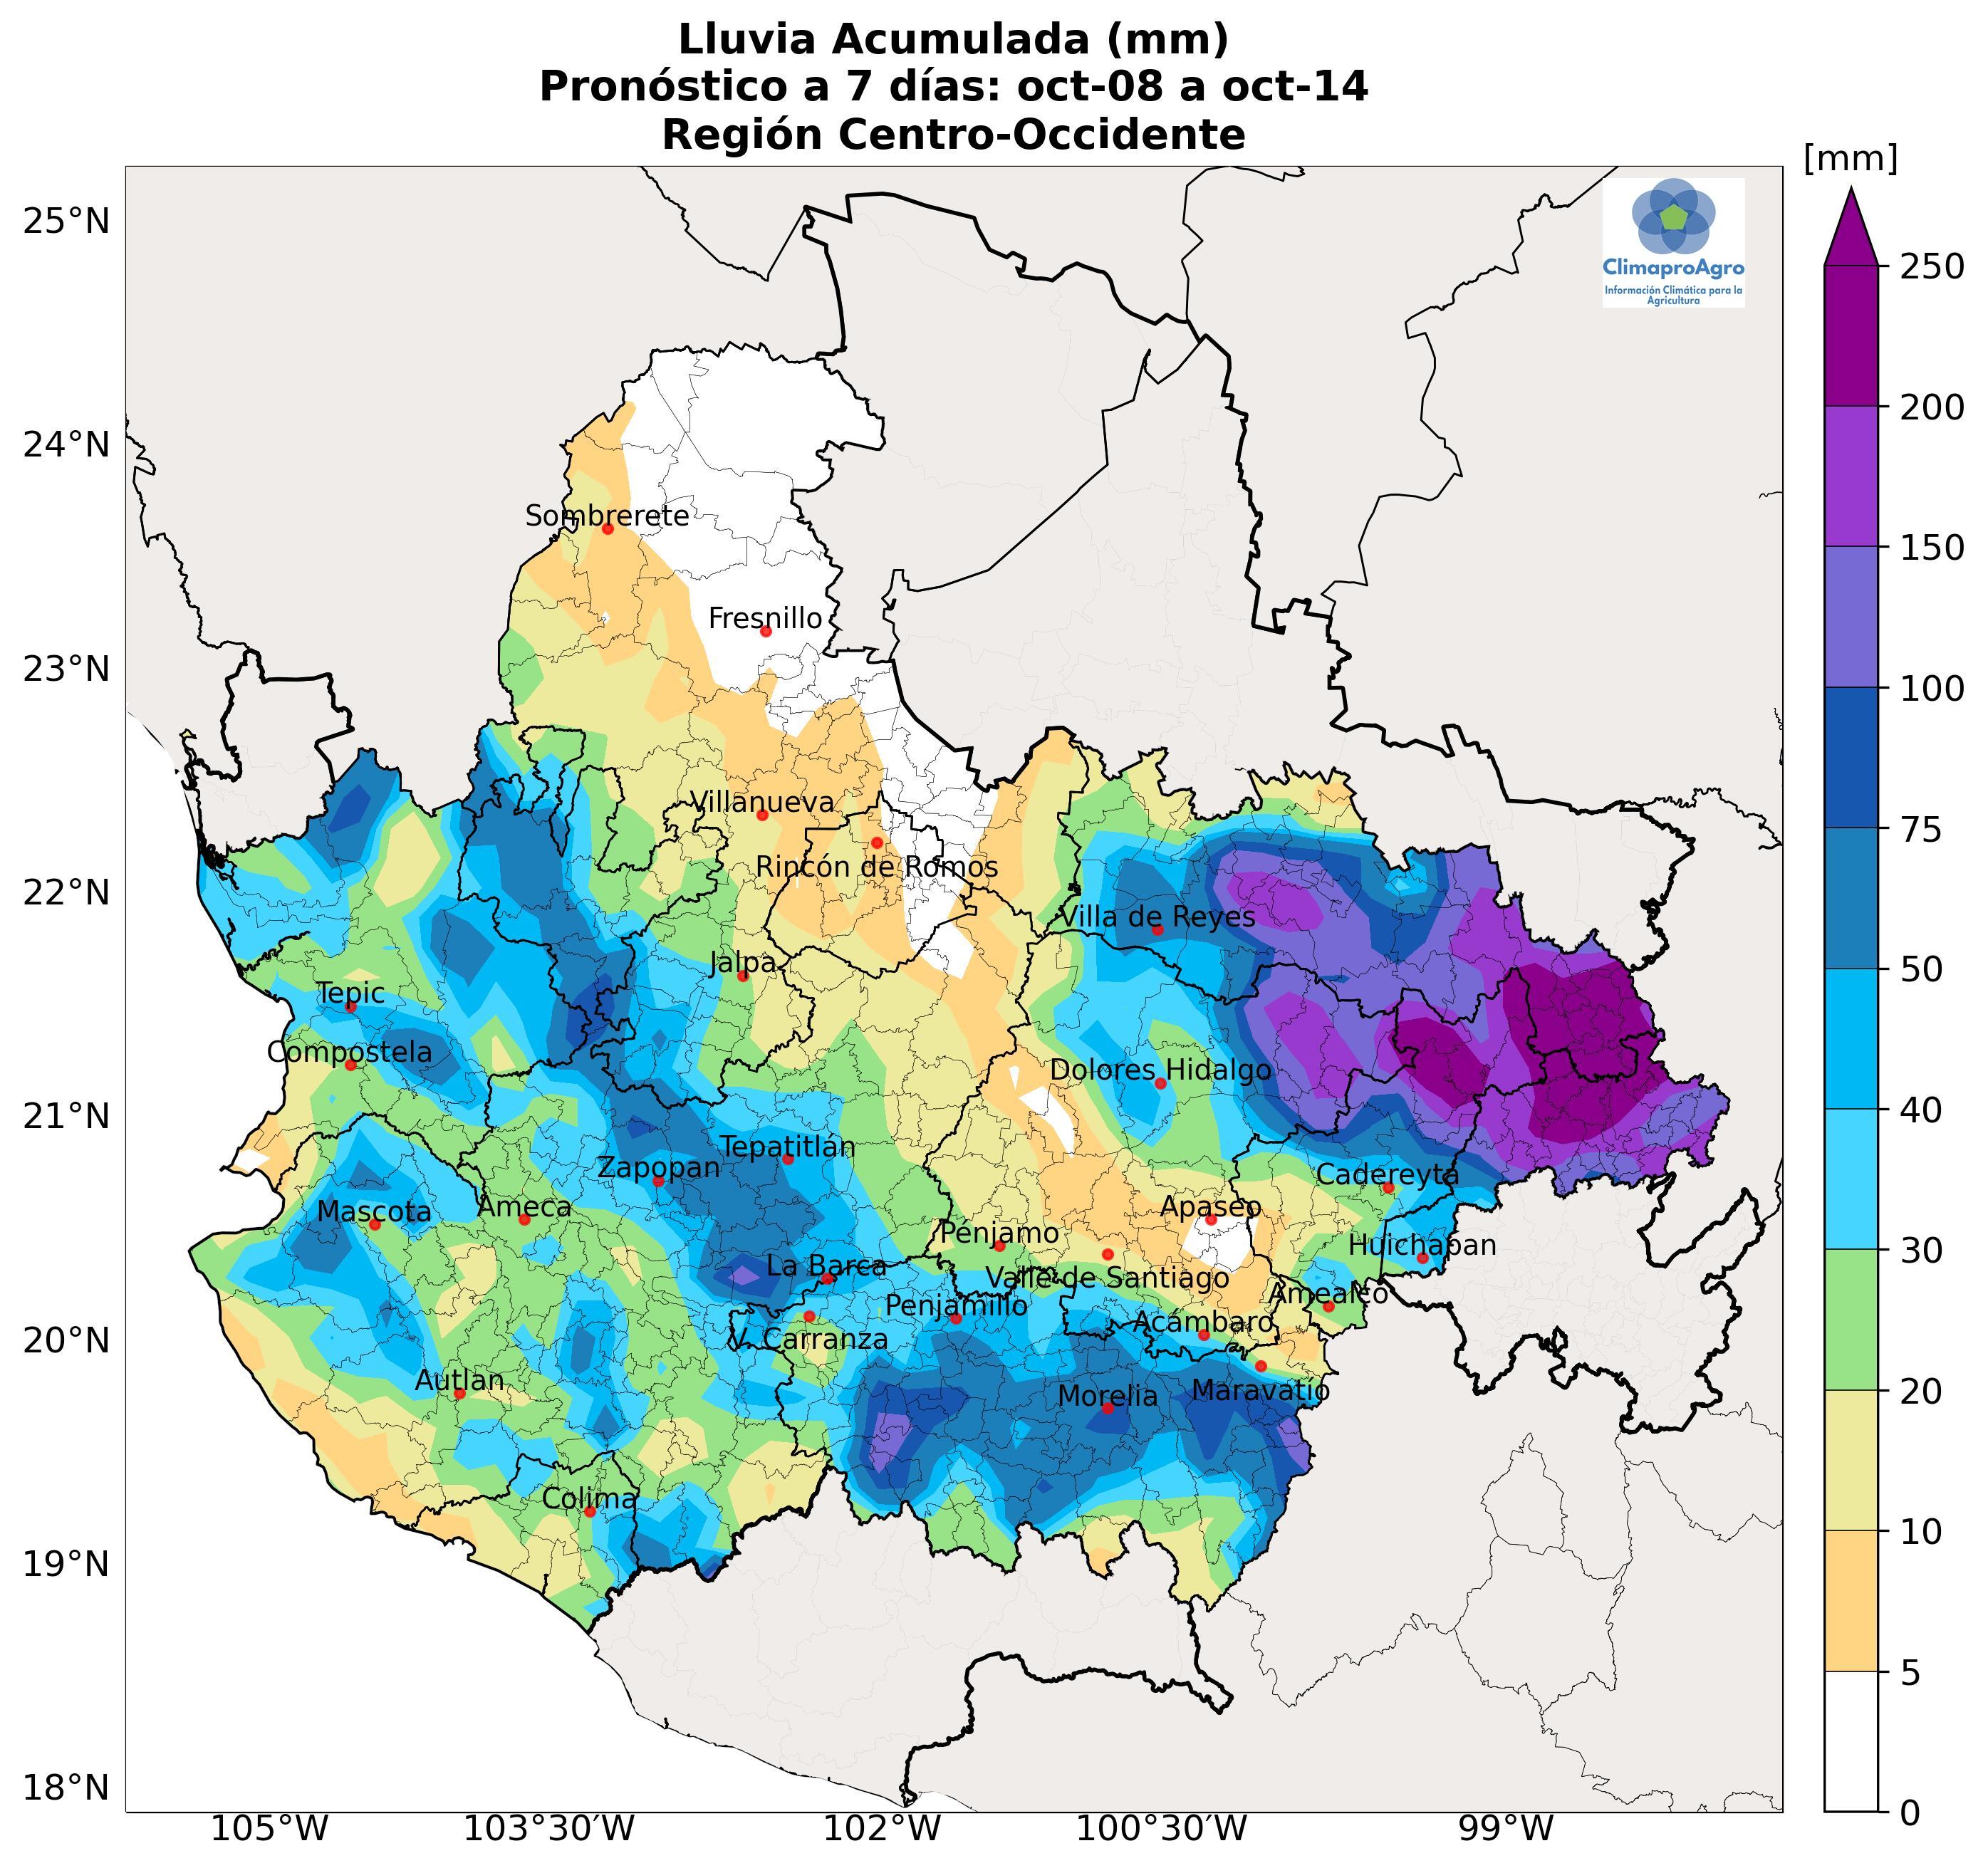 Lluvia Acumulada (mm)
Pronóstico a 7 días: oct-08 a oct-14
Región Centro-Occidente
[mm]
ClimaproAgro
Información Climática para la
Agricultura
25°N
24°N
23°N
22°N
21°N
20°N
19°N
18°N
250
200
150
100
75
50
40
30
20
10
5
0
Sombrerete
Fresnillo
Villanueva
Rincón de Romos
Villa de Reyes
Jalpa
Tepic
Compostela
Dolores Hidalgo
Tepatitlán
Zapopan
Cadereyta
Mascota
Ameca
Apaseo
Penjamo
Huichapan
La Barca
Valle de Santiago
Amealco
Penjamillo
Acámbaro
V. Carranza
Autlan
Morelia
Maravatío
Colima
105°W
103°30'W
102°W
100°30'W
99°W